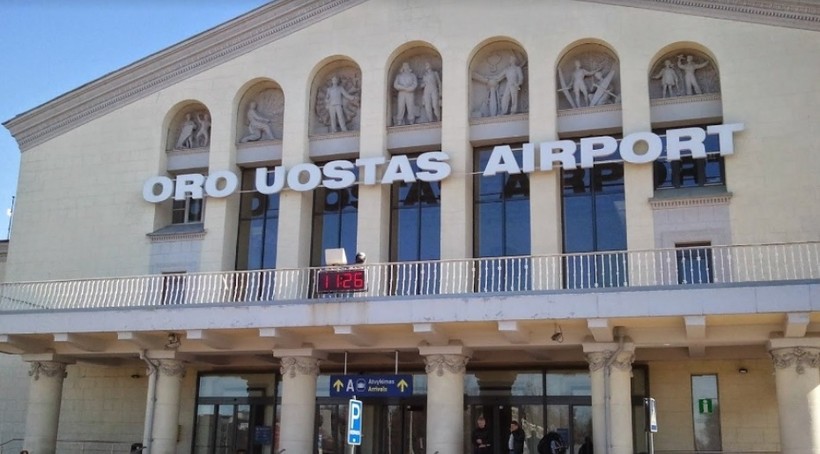 ORO UOSTAS AIRPORT
11:26
A Atvykimas
Arrivals
P
i